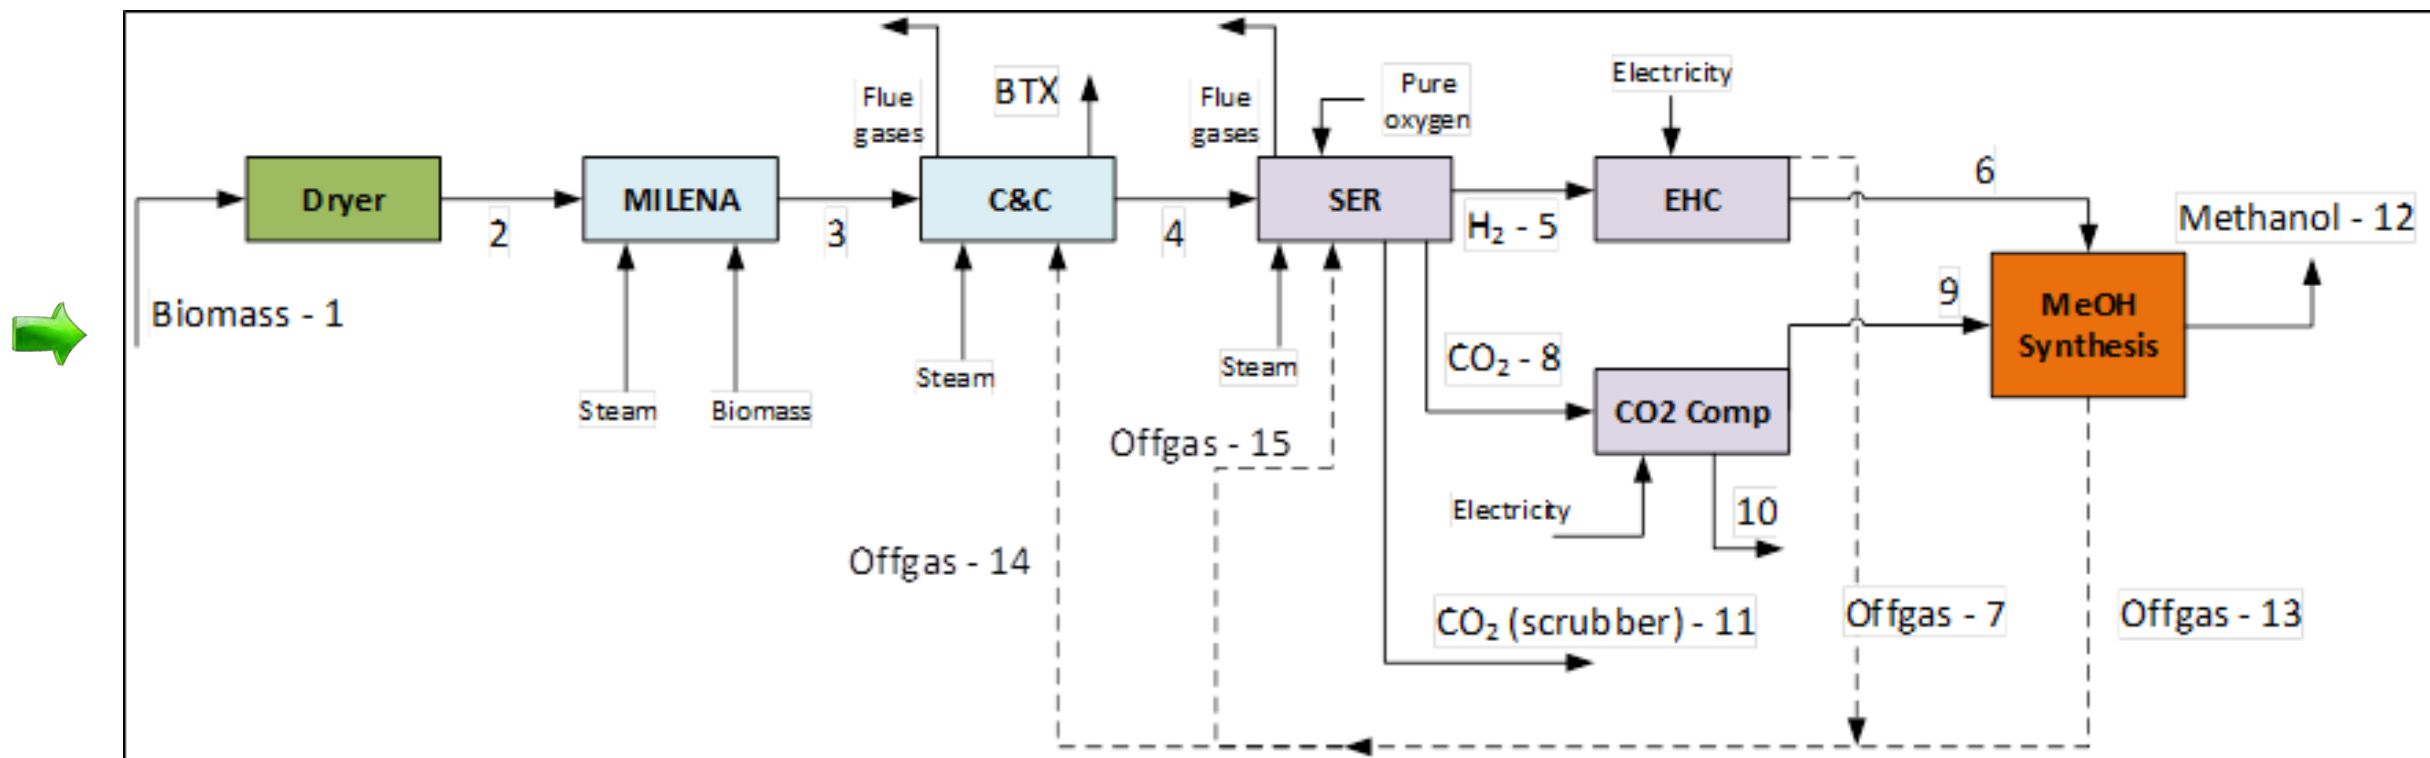 Flue
gases
BTX
Flue
gases
Pure
oxygen
Electricity
Dryer
2
MILENA
3
C&C
4
SER
H₂ - 5
EHC
6
Methanol - 12
Biomass - 1
Steam
Biomass
Steam
Steam
CO₂ - 8
9
MeOH
Synthesis
CO2 Comp
Offgas - 15
Electricity
10
Offgas - 14
CO₂ (scrubber) - 11
Offgas - 7
Offgas - 13